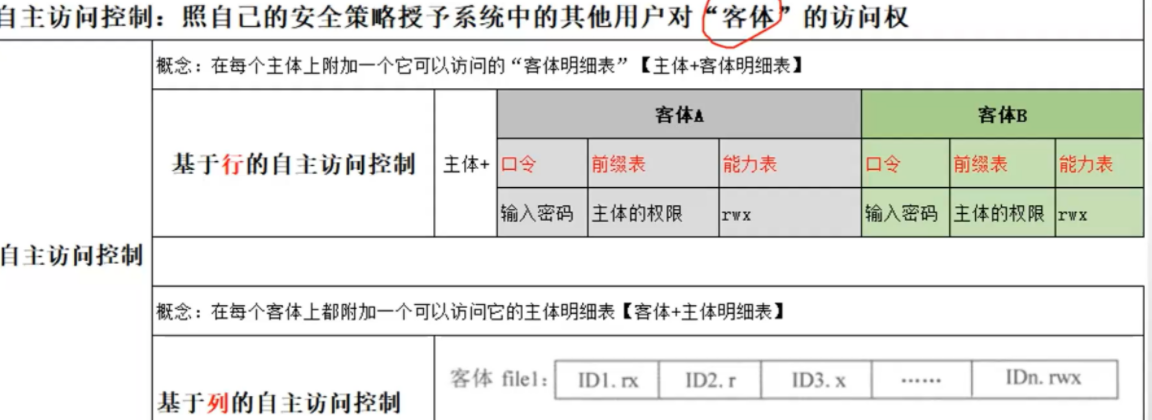 自主访问控制：照自己的安全策略授予系统中的其他用户对“客体”的访问权
自主访问控制
概念：在每个主体上附加一个它可以访问的“客体明细表”【主体+客体明细表】
基于行的自主访问控制
主体+
客体A
客体B
口令 前缀表 能力表 口令 前缀表 能力表
输入密码 主体的权限 rwx 输入密码 主体的权限 rwx
概念：在每个客体上都附加一个可以访问它的主体明细表【客体+主体明细表】
基于列的自主访问控制
客体 file1: ID1. rx ID2. r ID3. x …… IDn. rwx